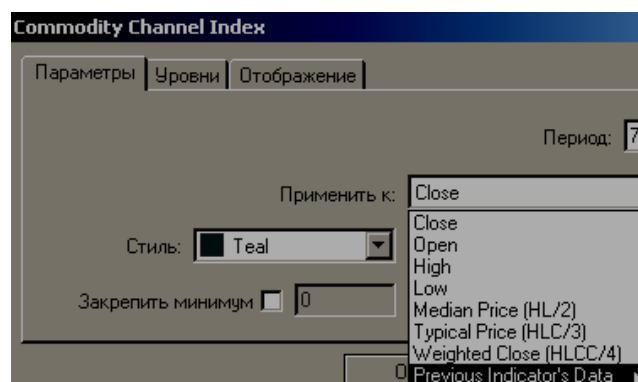 Commodity Channel Index
Параметры Уровни Отображение
Период: 7
Применить к: Close
Close
Open
High
Low
Median Price (HL/2)
Typical Price (HLC/3)
Weighted Close (HLCC/4)
Previous Indicator's Data
Стиль: Teal
Закрепить минимум 0